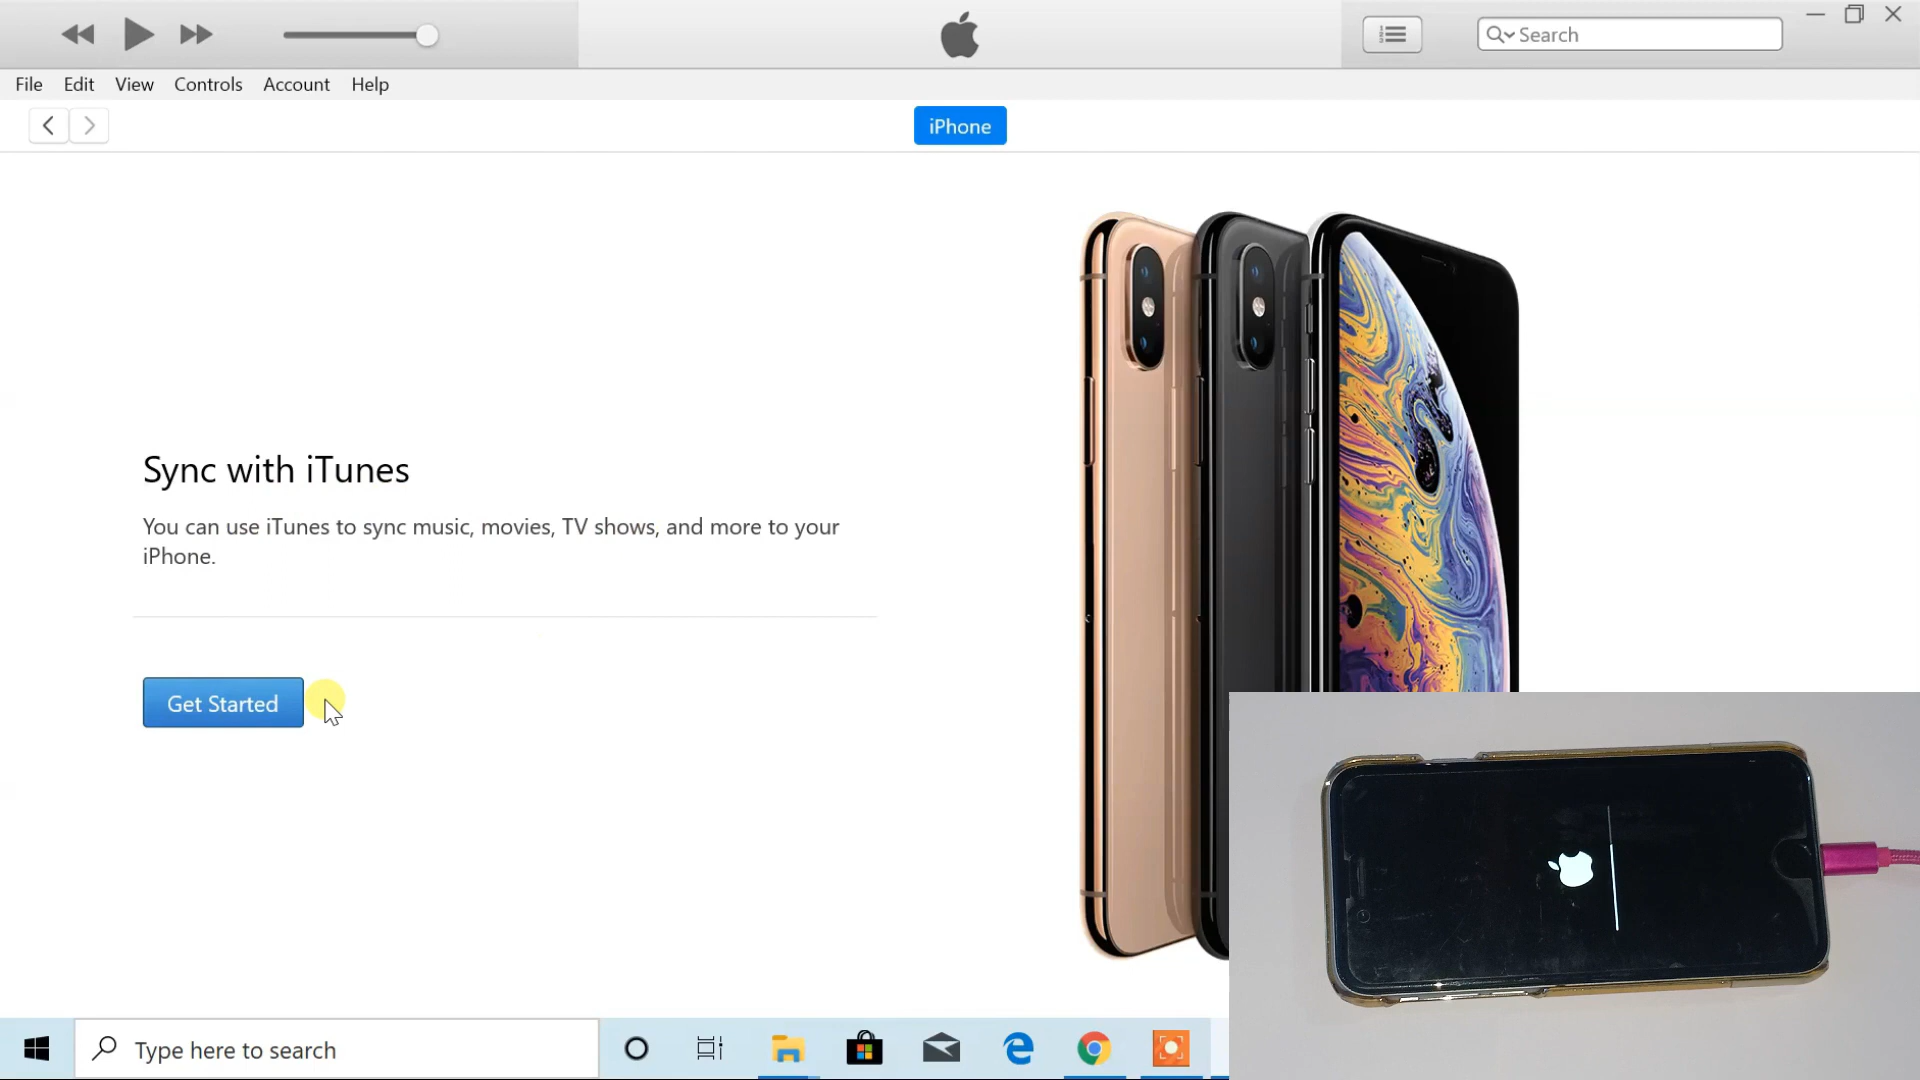 Search
File Edit View Controls Account Help
iPhone
Sync with iTunes
You can use iTunes to sync music, movies, TV shows, and more to your
iPhone.
Get Started
Type here to search